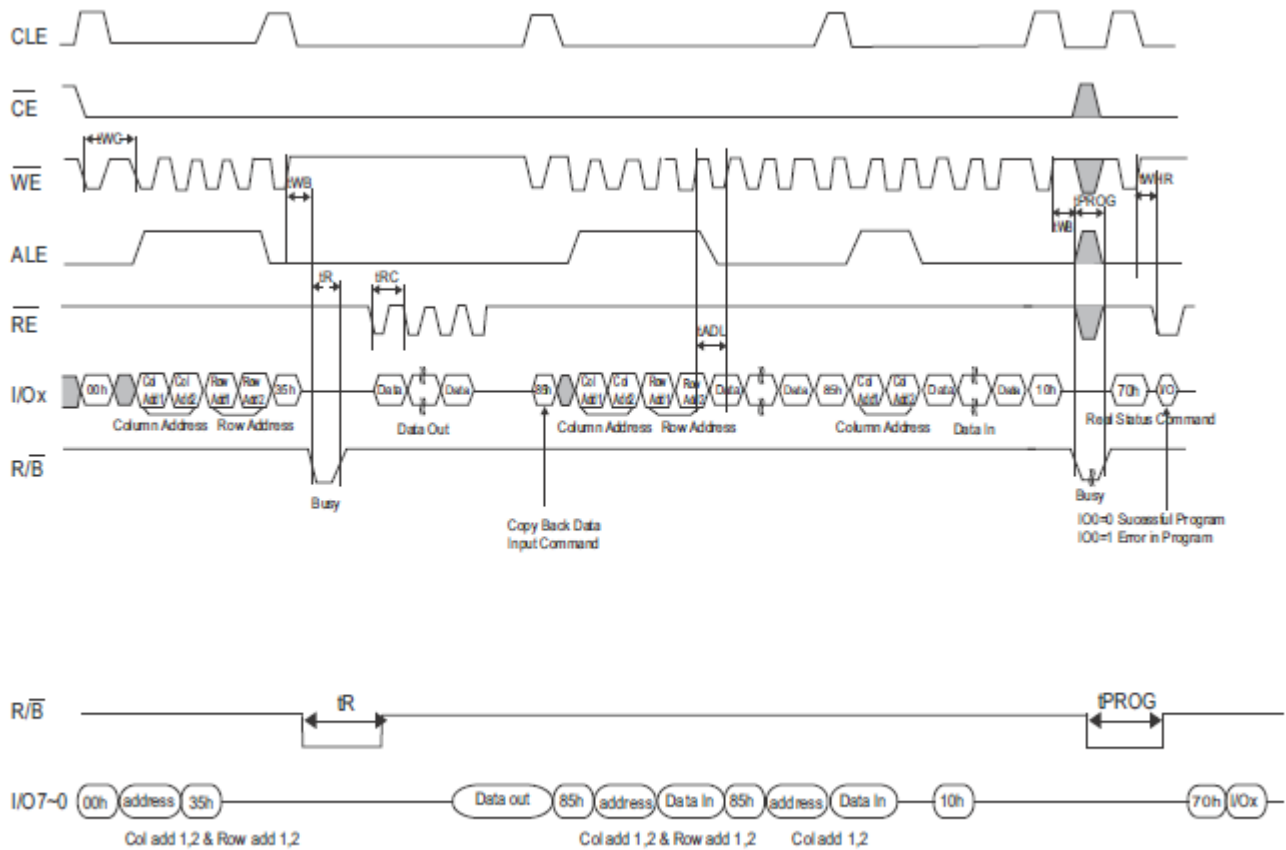 CLE
CE
tWC
WE
tWB
tWHR
tPROG
tWB
ALE
tR
tRC
RE
tADL
I/Ox
00h Col Add1 Col Add2 Row Add1 Row Add2 35h Data Data 85h Col Add1 Col Add2 Row Add1 Row Add2 Data Data 85h Col Add1 Col Add2 Data Data 10h 70h I/O
Column Address Row Address Data Out Column Address Row Address Column Address Data In Read Status Command
R/B
Busy Busy
Copy Back Data
Input Command
IO0=0 Sucessful Program
IO0=1 Error in Program
R/B tR tPROG
I/O7~0 00h address 35h Data out 85h address Data In 85h address Data In 10h 70h I/Ox
Col add 1,2 & Row add 1,2 Col add 1,2 & Row add 1,2 Col add 1,2